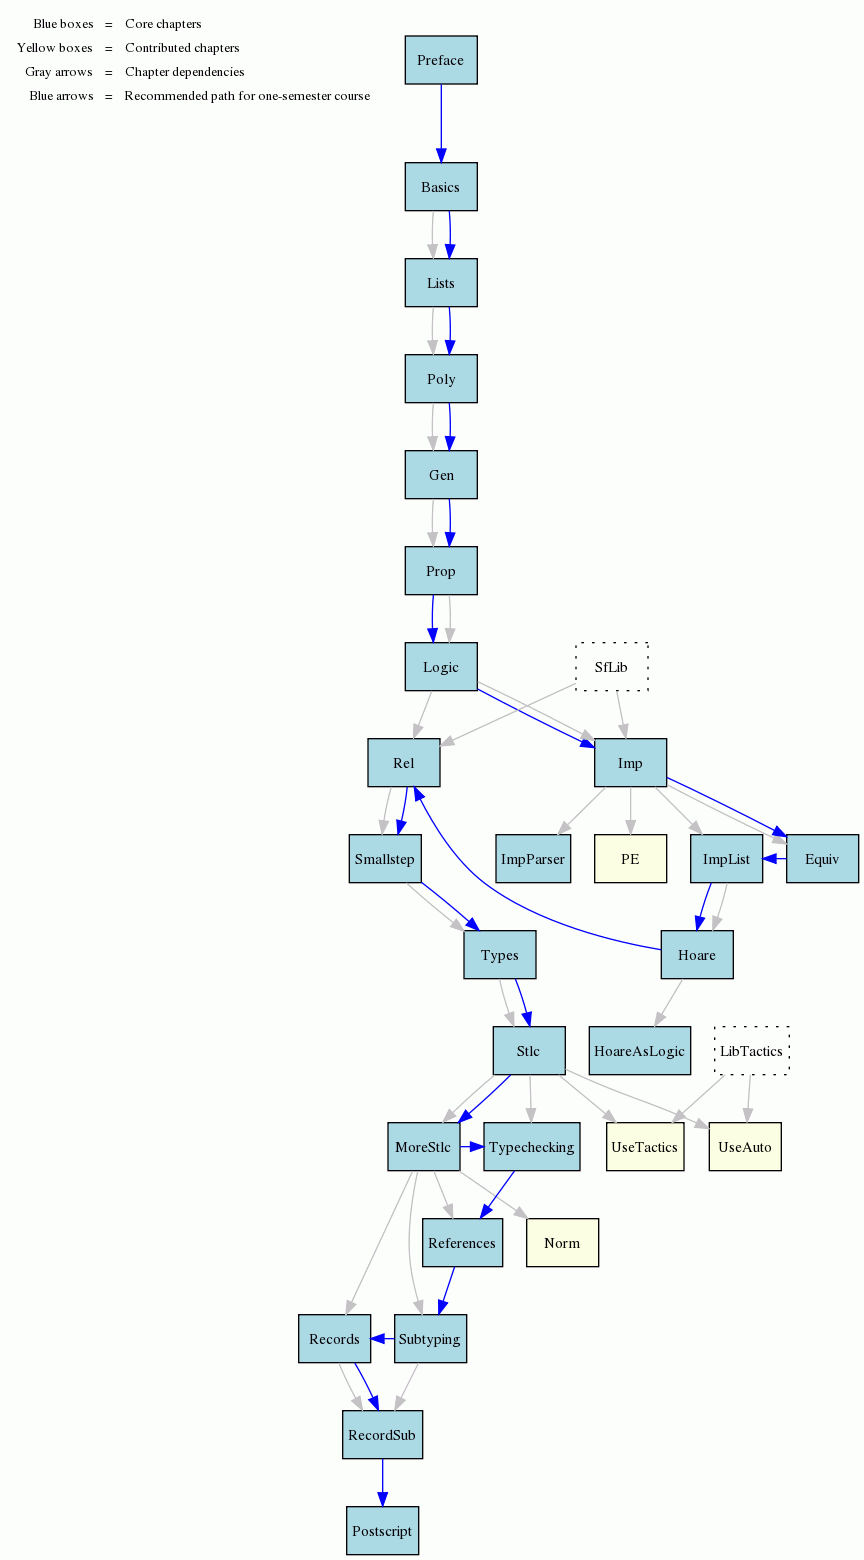 Blue boxes = Core chapters
Yellow boxes = Contributed chapters
Gray arrows = Chapter dependencies
Blue arrows = Recommended path for one-semester course
Preface
Basics
Lists
Poly
Gen
Prop
Logic
SfLib
Rel
Imp
Smallstep
ImpParser
PE
ImpList
Equiv
Types
Hoare
Stlc
HoareAsLogic
LibTactics
MoreStlc
Typechecking
UseTactics
UseAuto
References
Norm
Records
Subtyping
RecordSub
Postscript